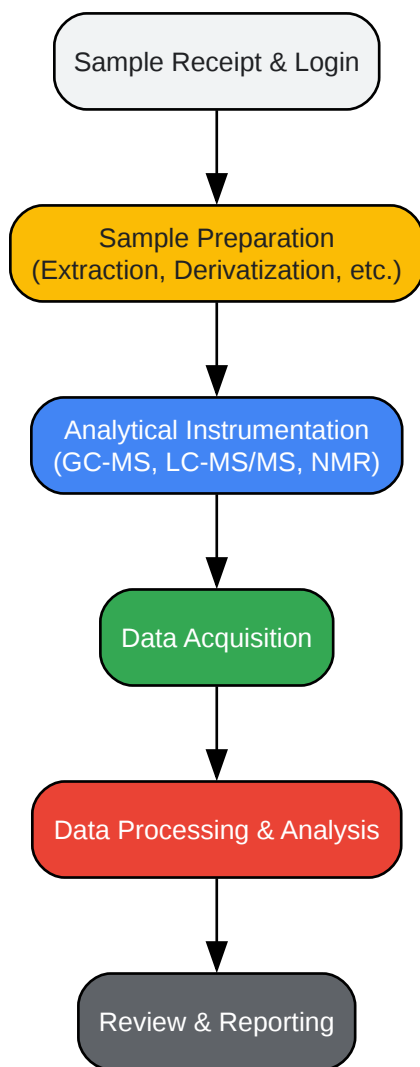 Sample Receipt & Login
Sample Preparation
(Extraction, Derivatization, etc.)
Analytical Instrumentation
(GC-MS, LC-MS/MS, NMR)
Data Acquisition
Data Processing & Analysis
Review & Reporting